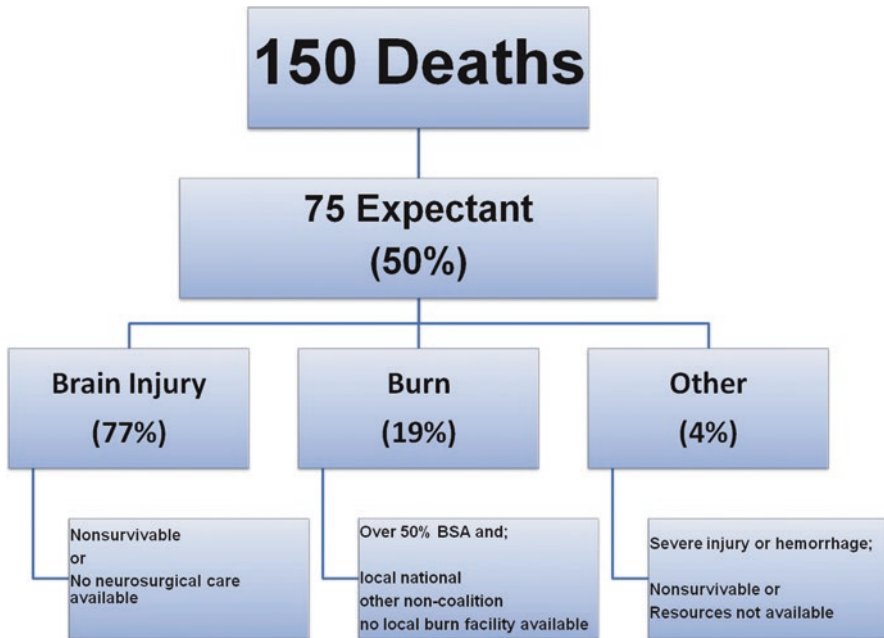 150 Deaths
75 Expectant
(50%)
Brain Injury
(77%)
Burn
(19%)
Other
(4%)
Nonsurvivable
or
No neurosurgical care
available
Over 50% BSA and;
local national
other non-coalition
no local burn facility available
Severe injury or hemorrhage;
Nonsurvivable or
Resources not available